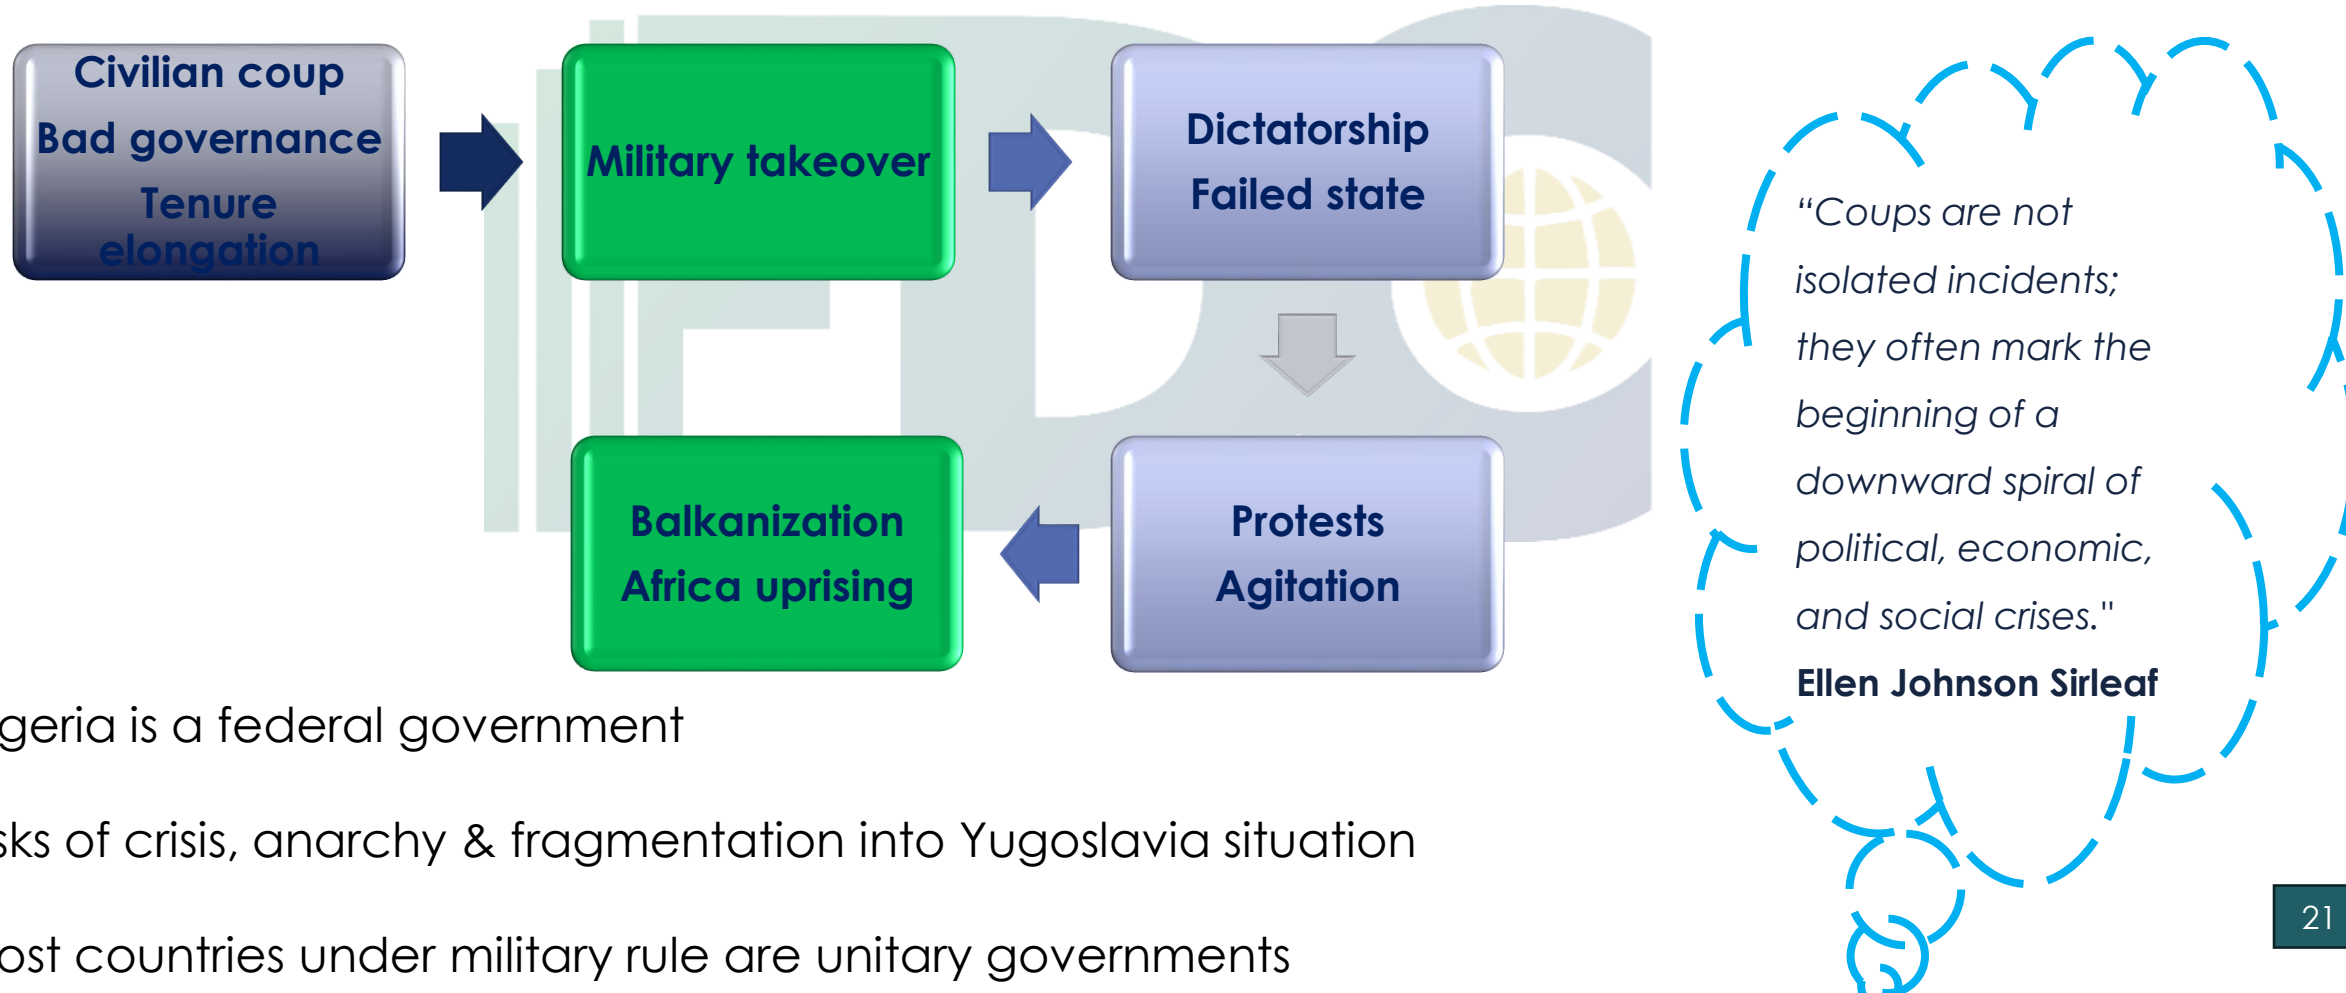 Civilian coup
Bad governance
Tenure
elongation
Military takeover
Dictatorship
Failed state
Protests
Agitation
Balkanization
Africa uprising
“Coups are not
isolated incidents;
they often mark the
beginning of a
downward spiral of
political, economic,
and social crises."
Ellen Johnson Sirleaf
geria is a federal government
sks of crisis, anarchy & fragmentation into Yugoslavia situation
ost countries under military rule are unitary governments
21